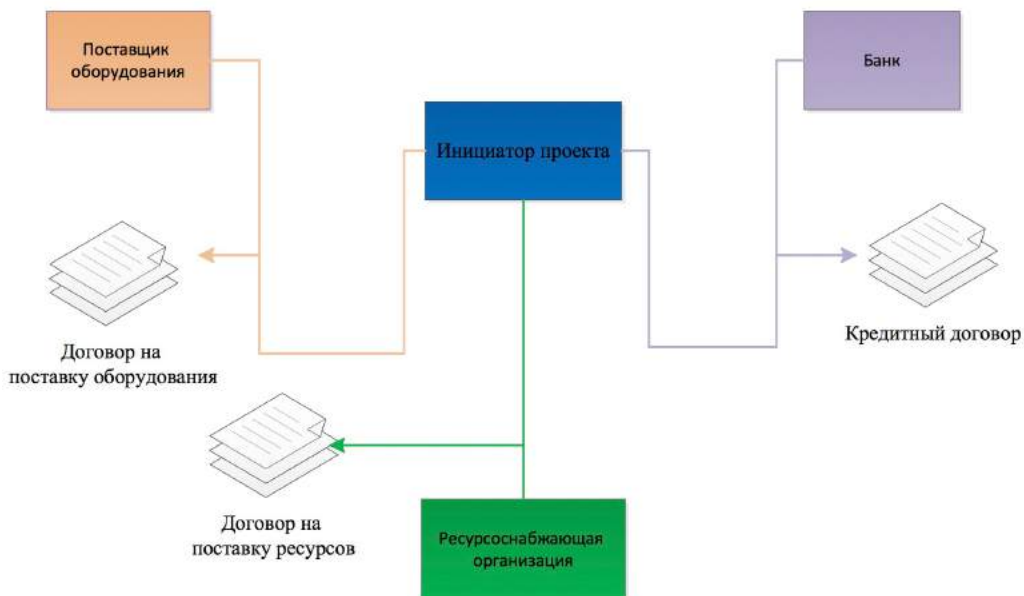 Поставщик
оборудования
Банк
Инициатор проекта
Кредитный договор
Договор на
поставку оборудования
Договор на
поставку ресурсов
Ресурсоснабжающая
организация